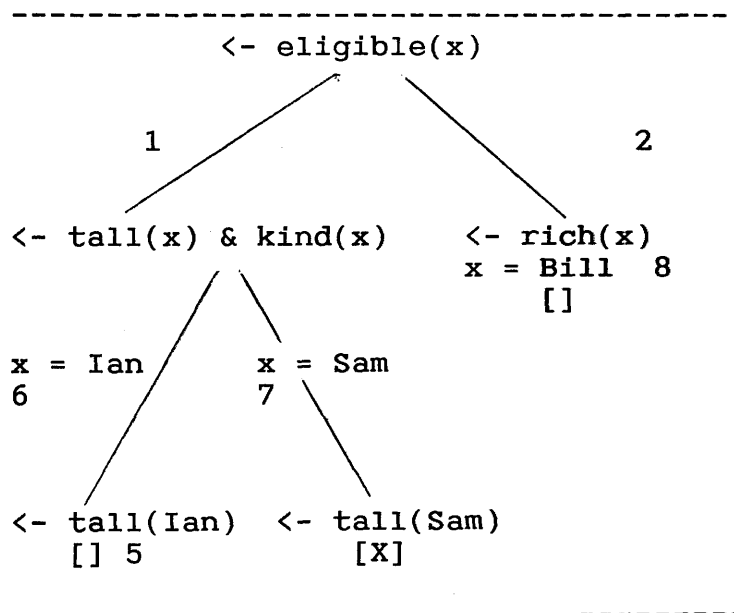 <- eligible(x)
1 2
<- tall(x) & kind(x) <- rich(x)
x = Bill 8
[]
x = Ian x = Sam
6 7
<- tall(Ian) <- tall(Sam)
[] 5 [X]